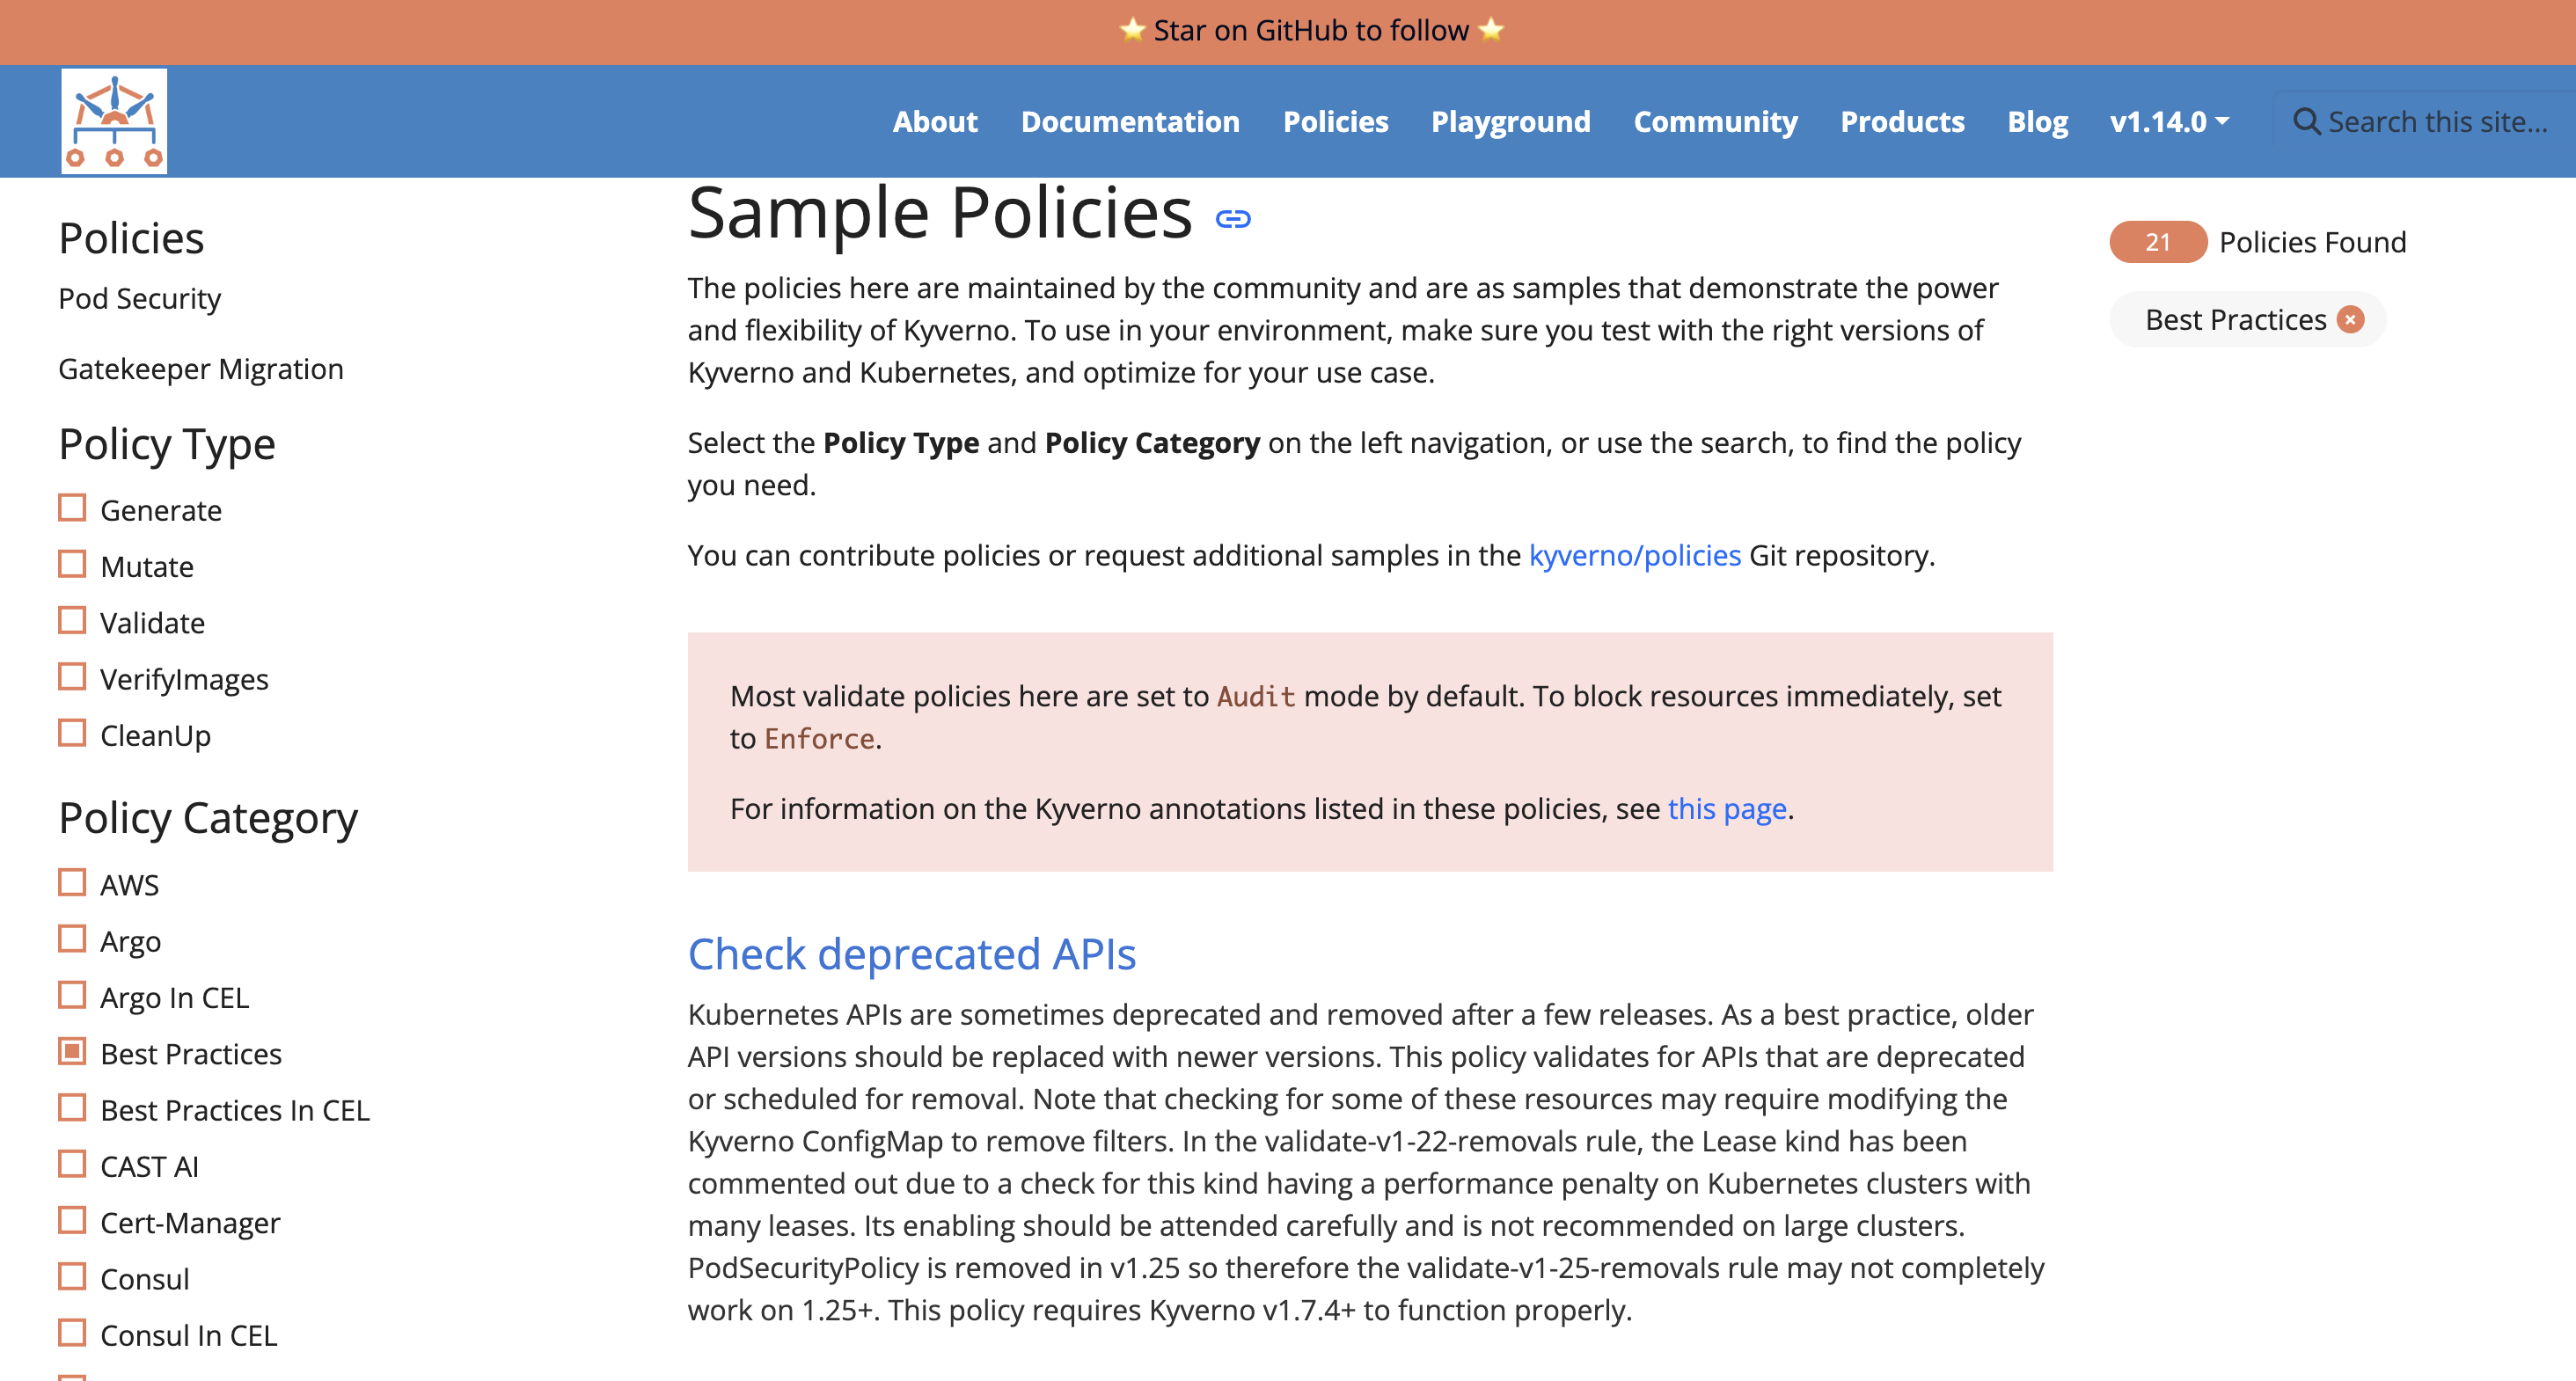 Star on GitHub to follow
About Documentation Policies Playground Community Products Blog v1.14.0 Search this site...
Policies
Pod Security
Gatekeeper Migration
Policy Type
Generate
Mutate
Validate
VerifyImages
CleanUp
Policy Category
AWS
Argo
Argo In CEL
Best Practices
Best Practices In CEL
CAST AI
Cert-Manager
Consul
Consul In CEL
Sample Policies
The policies here are maintained by the community and are as samples that demonstrate the power
and flexibility of Kyverno. To use in your environment, make sure you test with the right versions of
Kyverno and Kubernetes, and optimize for your use case.
Select the Policy Type and Policy Category on the left navigation, or use the search, to find the policy
you need.
You can contribute policies or request additional samples in the kyverno/policies Git repository.
Most validate policies here are set to Audit mode by default. To block resources immediately, set
to Enforce.
For information on the Kyverno annotations listed in these policies, see this page.
Check deprecated APIs
Kubernetes APIs are sometimes deprecated and removed after a few releases. As a best practice, older
API versions should be replaced with newer versions. This policy validates for APIs that are deprecated
or scheduled for removal. Note that checking for some of these resources may require modifying the
Kyverno ConfigMap to remove filters. In the validate-v1-22-removals rule, the Lease kind has been
commented out due to a check for this kind having a performance penalty on Kubernetes clusters with
many leases. Its enabling should be attended carefully and is not recommended on large clusters.
PodSecurityPolicy is removed in v1.25 so therefore the validate-v1-25-removals rule may not completely
work on 1.25+. This policy requires Kyverno v1.7.4+ to function properly.
21 Policies Found
Best Practices